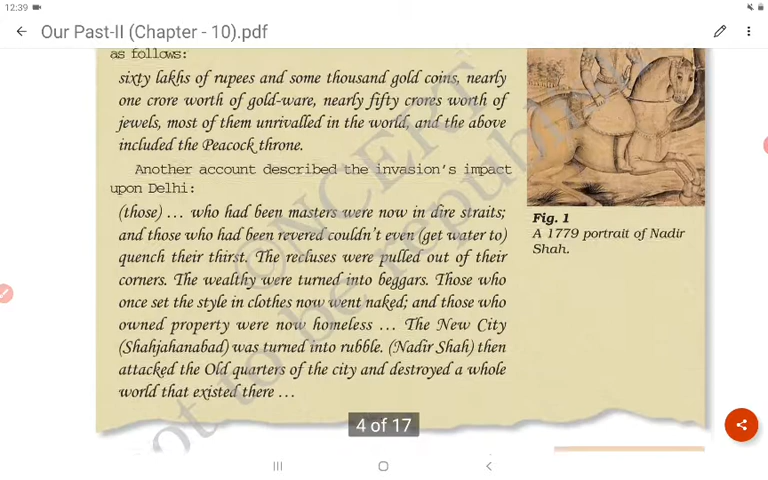 12:39
Our Past-II (Chapter - 10).pdf
as follows:
sixty lakhs of rupees and some thousand gold coins, nearly
one crore worth of gold-ware, nearly fifty crores worth of
jewels, most of them unrivalled in the world, and the above
included the Peacock throne.
Another account described the invasion's impact
upon Delhi:
(those) … who had been masters were now in dire straits;
and those who had been revered couldn't even (get water to)
quench their thirst. The recluses were pulled out of their
corners. The wealthy were turned into beggars. Those who
once set the style in clothes now went naked; and those who
owned property were now homeless … The New City
(Shahjahanabad) was turned into rubble. (Nadir Shah) then
attacked the Old quarters of the city and destroyed a whole
world that existed there …
Fig. 1
A 1779 portrait of Nadir
Shah.
4 of 17
©NCERT
not to be republished